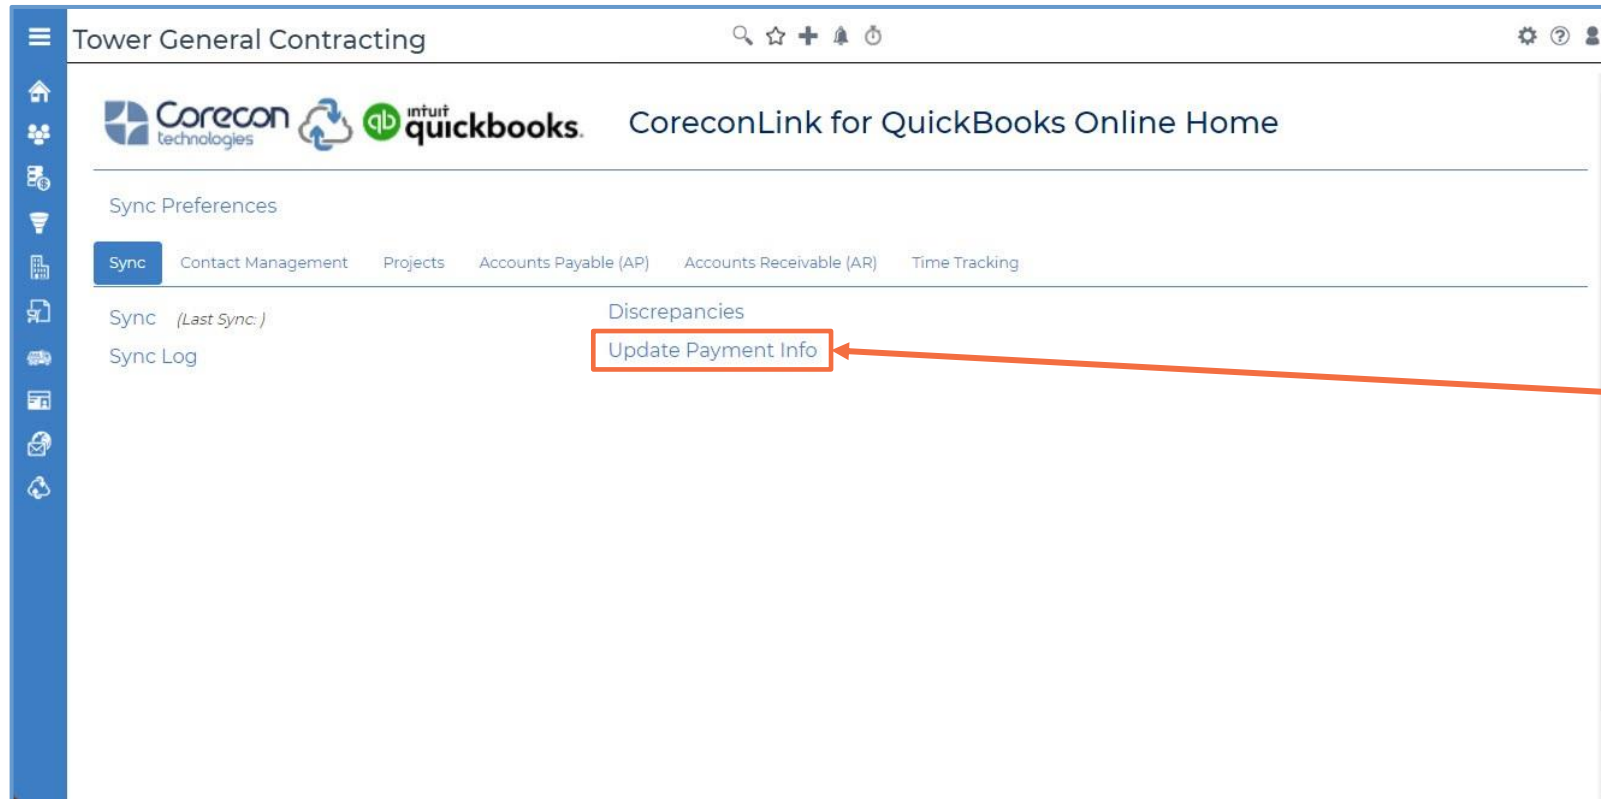 Tower General Contracting
Corecon technologies qb intuit quickbooks. CoreconLink for QuickBooks Online Home
Sync Preferences
Sync Contact Management Projects Accounts Payable (AP) Accounts Receivable (AR) Time Tracking
Sync (Last Sync: ) Discrepancies
Sync Log Update Payment Info